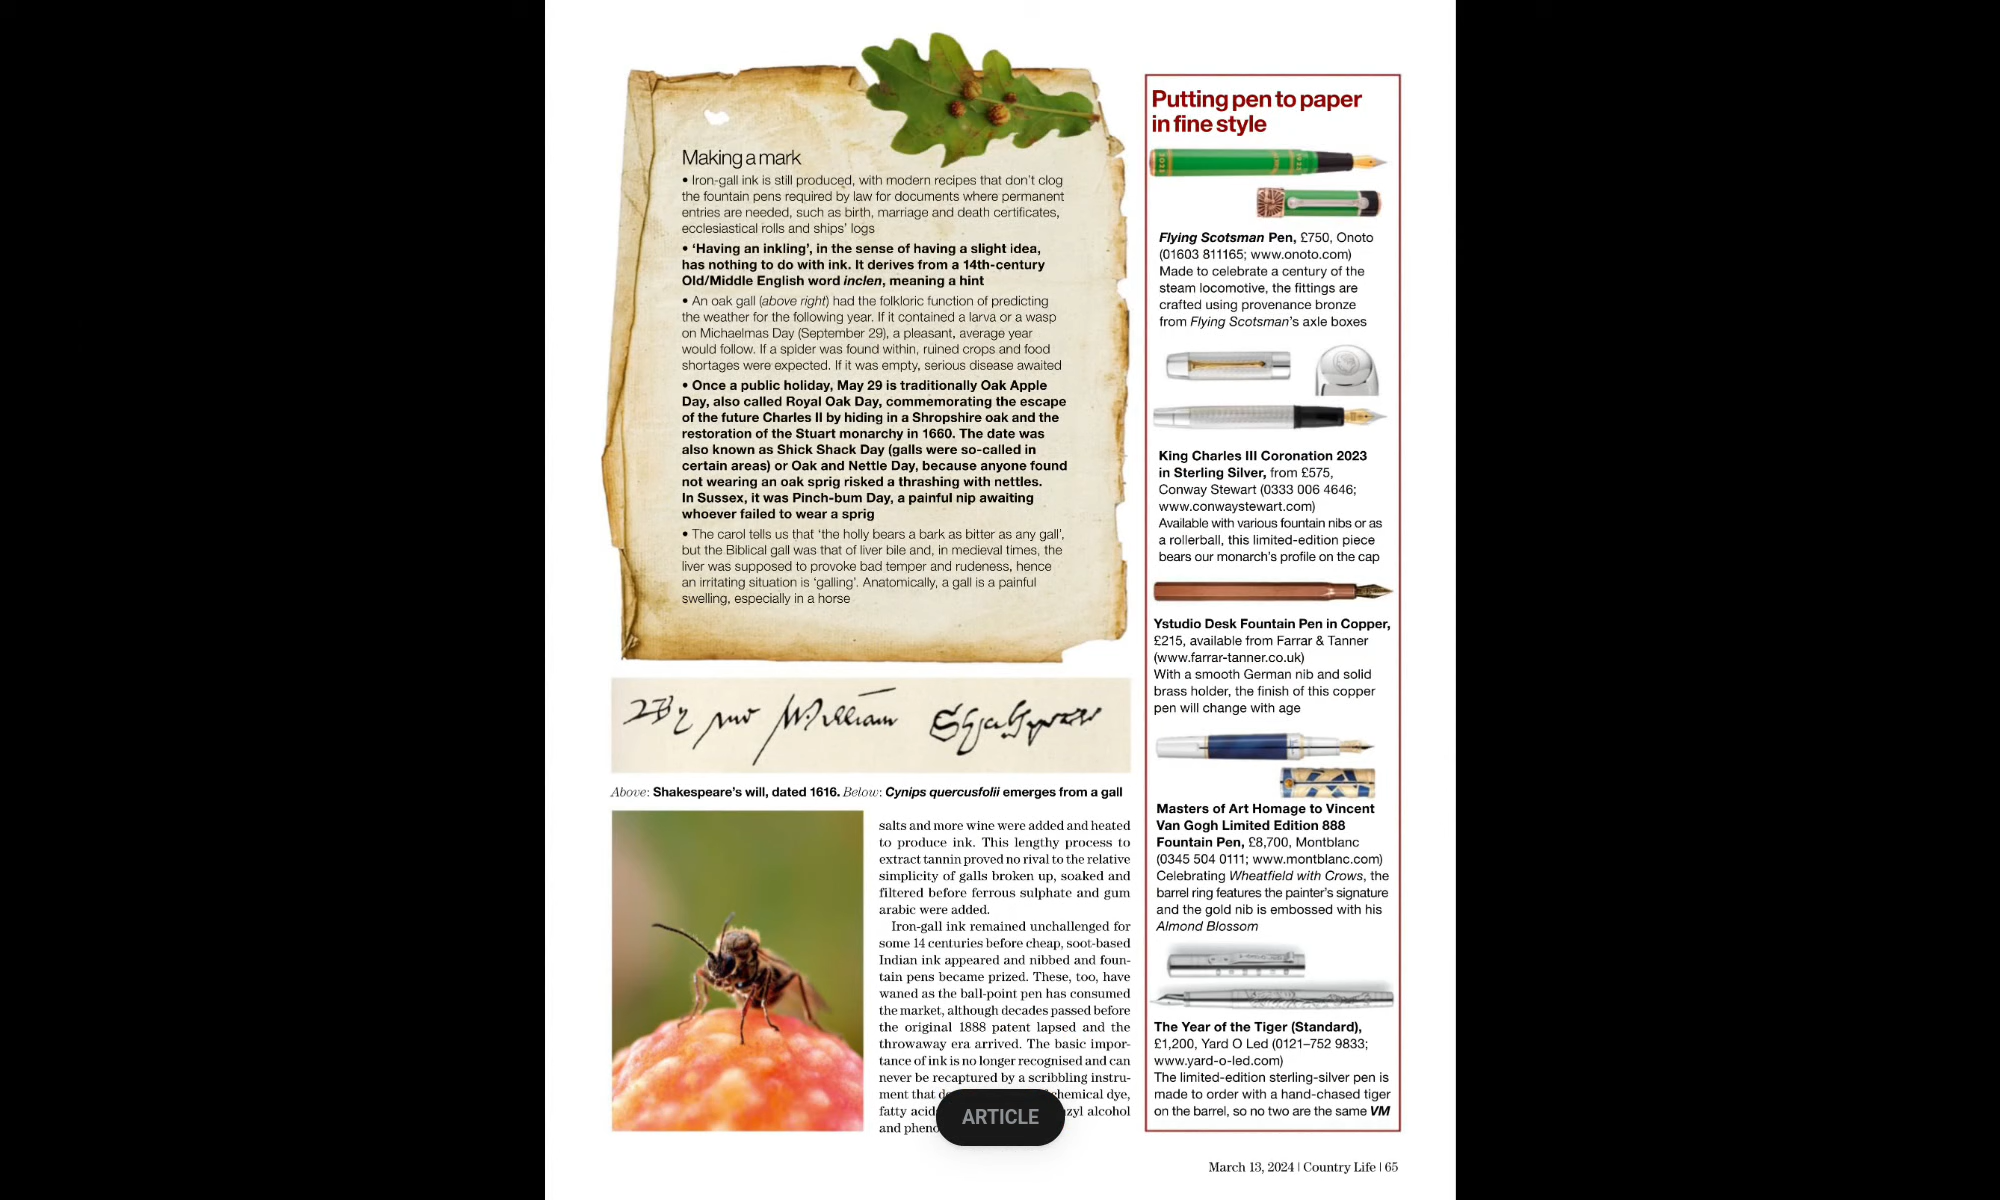 Making a mark
• Iron-gall ink is still produced, with modern recipes that don't clog
the fountain pens required by law for documents where permanent
entries are needed, such as birth, marriage and death certificates,
ecclesiastical rolls and ships' logs
• 'Having an inkling', in the sense of having a slight idea,
has nothing to do with ink. It derives from a 14th-century
Old/Middle English word inclen, meaning a hint
• An oak gall (above right) had the folkloric function of predicting
the weather for the following year. If it contained a larva or a wasp
on Michaelmas Day (September 29), a pleasant, average year
would follow. If a spider was found within, ruined crops and food
shortages were expected. If it was empty, serious disease awaited
• Once a public holiday, May 29 is traditionally Oak Apple
Day, also called Royal Oak Day, commemorating the escape
of the future Charles II by hiding in a Shropshire oak and the
restoration of the Stuart monarchy in 1660. The date was
also known as Shick Shack Day (galls were so-called in
certain areas) or Oak and Nettle Day, because anyone found
not wearing an oak sprig risked a thrashing with nettles.
In Sussex, it was Pinch-bum Day, a painful nip awaiting
whoever failed to wear a sprig
• The carol tells us that 'the holly bears a bark as bitter as any gall',
but the Biblical gall was that of liver bile and, in medieval times, the
liver was supposed to provoke bad temper and rudeness, hence
an irritating situation is 'galling'. Anatomically, a gall is a painful
swelling, especially in a horse
By me William Shakspeare
Above: Shakespeare's will, dated 1616. Below: Cynips quercusfolii emerges from a gall
salts and more wine were added and heated
to produce ink. This lengthy process to
extract tannin proved no rival to the relative
simplicity of galls broken up, soaked and
filtered before ferrous sulphate and gum
arabic were added.
Iron-gall ink remained unchallenged for
some 14 centuries before cheap, soot-based
Indian ink appeared and nibbed and foun-
tain pens became prized. These, too, have
waned as the ball-point pen has consumed
the market, although decades passed before
the original 1888 patent lapsed and the
throwaway era arrived. The basic impor-
tance of ink is no longer recognised and can
never be recaptured by a scribbling instru-
ment that chemical dye,
fatty acid alcohol
and
ARTICLE
Putting pen to paper
in fine style
Flying Scotsman Pen, £750, Onoto
(01603 811165; www.onoto.com)
Made to celebrate a century of the
steam locomotive, the fittings are
crafted using provenance bronze
from Flying Scotsman's axle boxes
King Charles III Coronation 2023
in Sterling Silver, from £575,
Conway Stewart (0333 006 4646;
www.conwaystewart.com)
Available with various fountain nibs or as
a rollerball, this limited-edition piece
bears our monarch's profile on the cap
Ystudio Desk Fountain Pen in Copper,
£215, available from Farrar & Tanner
(www.farrar-tanner.co.uk)
With a smooth German nib and solid
brass holder, the finish of this copper
pen will change with age
Masters of Art Homage to Vincent
Van Gogh Limited Edition 888
Fountain Pen, £8,700, Montblanc
(0345 504 0111; www.montblanc.com)
Celebrating Wheatfield with Crows, the
barrel ring features the painter's signature
and the gold nib is embossed with his
Almond Blossom
The Year of the Tiger (Standard),
£1,200, Yard O Led (0121–752 9833;
www.yard-o-led.com)
The limited-edition sterling-silver pen is
made to order with a hand-chased tiger
on the barrel, so no two are the same VM
March 13, 2024 | Country Life | 65